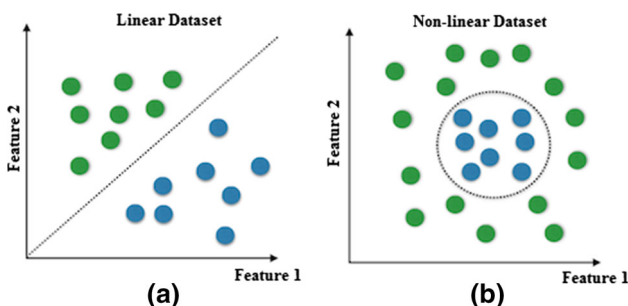 Linear Dataset
Feature 2
Feature 1
(a)
Non-linear Dataset
Feature 2
Feature 1
(b)